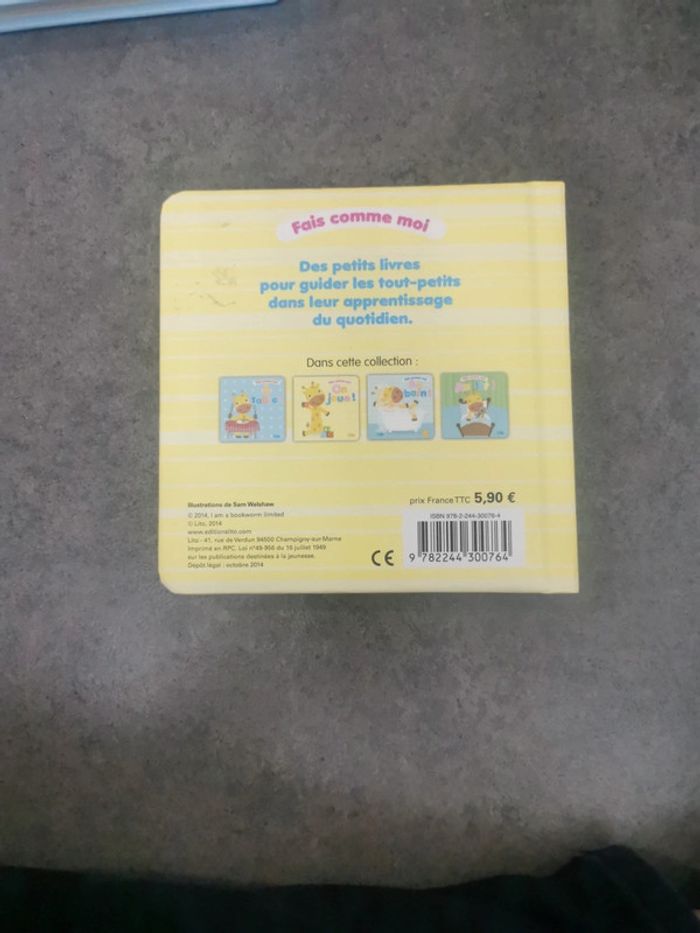 Fais comme moi
Des petits livres
pour guider les tout-petits
dans leur apprentissage
du quotidien.
Dans cette collection :
À table
On joue !
Au bain !
Illustrations de Sam Walshaw
© 2014, I am a bookworm limited
© Lito, 2014
www.editionslito.com
Lito - 41, rue de Verdun 94500 Champigny-sur-Marne
Imprimé en RPC. Loi n°49-956 du 16 juillet 1949
sur les publications destinées à la jeunesse.
Dépôt légal : octobre 2014
prix France TTC 5,90 €
ISBN 978-2-244-30076-4
CE
9 782244 300764